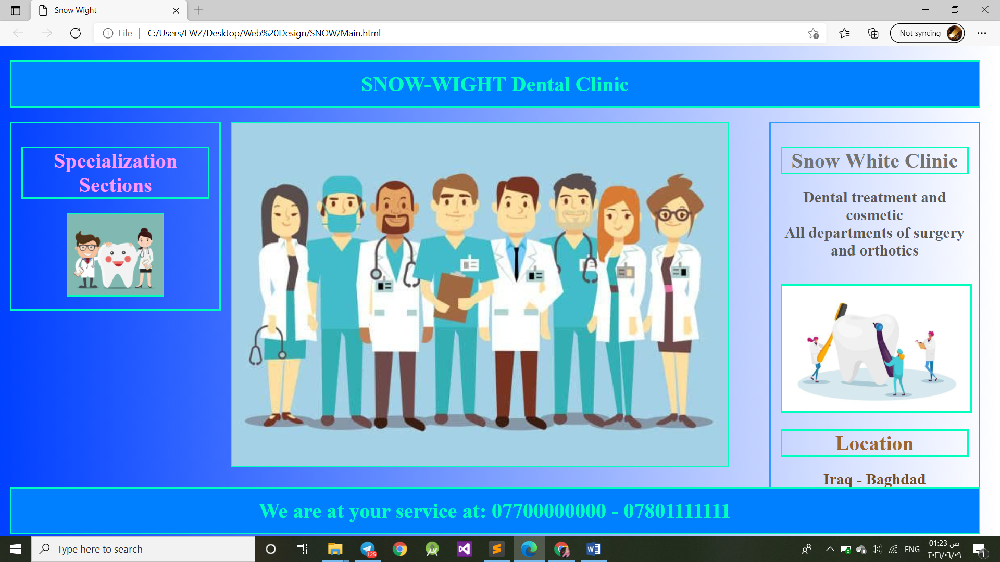 Snow Wight
File
C:/Users/FWZ/Desktop/Web%20Design/SNOW/Main.html
Not syncing
SNOW-WIGHT Dental Clinic
Specialization
Sections
Snow White Clinic
Dental treatment and
cosmetic
All departments of surgery
and orthotics
Location
Iraq - Baghdad
We are at your service at: 07700000000 - 07801111111
Type here to search
125
ENG
01:23 ص
٢٠٢١/٠٦/٠٩
١